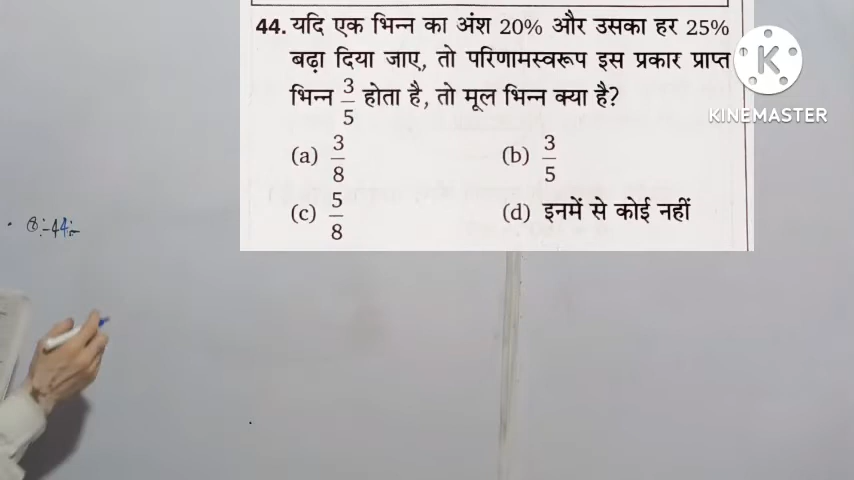 44. यदि एक भिन्न का अंश 20% और उसका हर 25%
बढ़ा दिया जाए, तो परिणामस्वरूप इस प्रकार प्राप्त
भिन्न 3/5 होता है, तो मूल भिन्न क्या है?
(a) 3/8 (b) 3/5
(c) 5/8 (d) इनमें से कोई नहीं
K
KINEMASTER
Q:-44:-